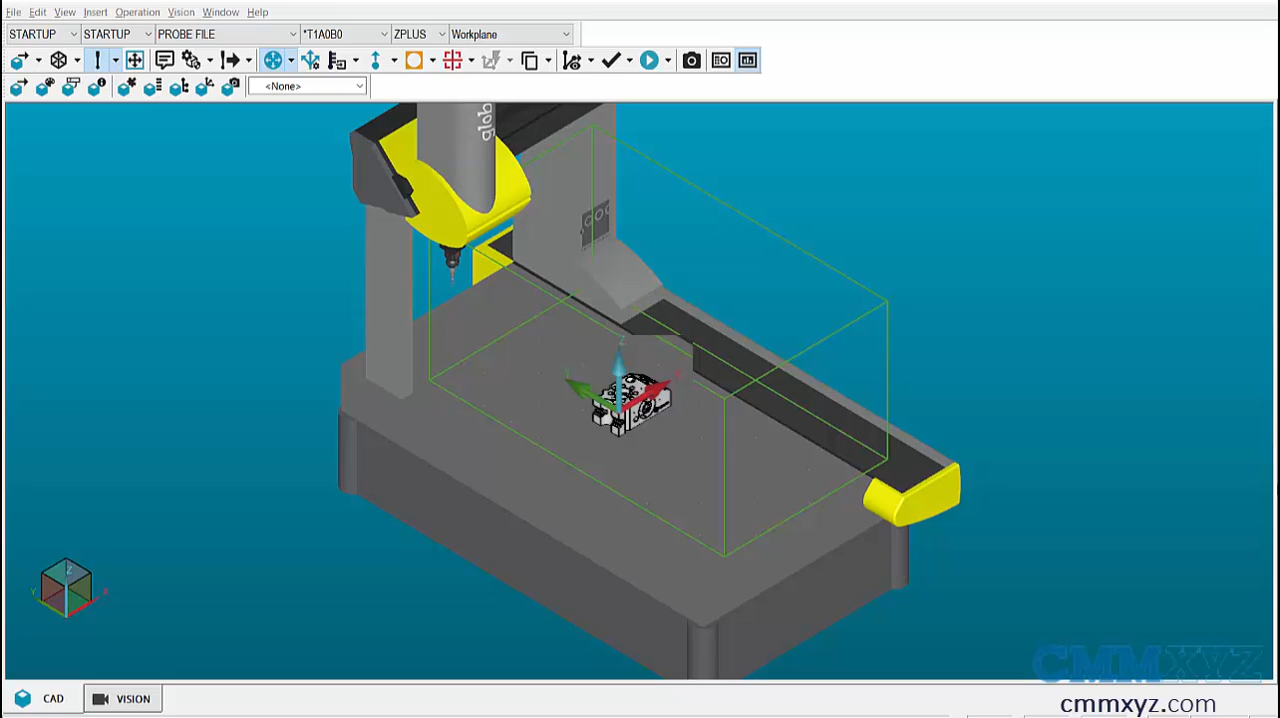 File Edit View Insert Operation Vision Window Help
STARTUP STARTUP PROBE FILE *T1A0B0 ZPLUS Workplane
<None>
glob
Z
Z
Y X
CMMXYZ
CAD VISION
cmmxyz.com